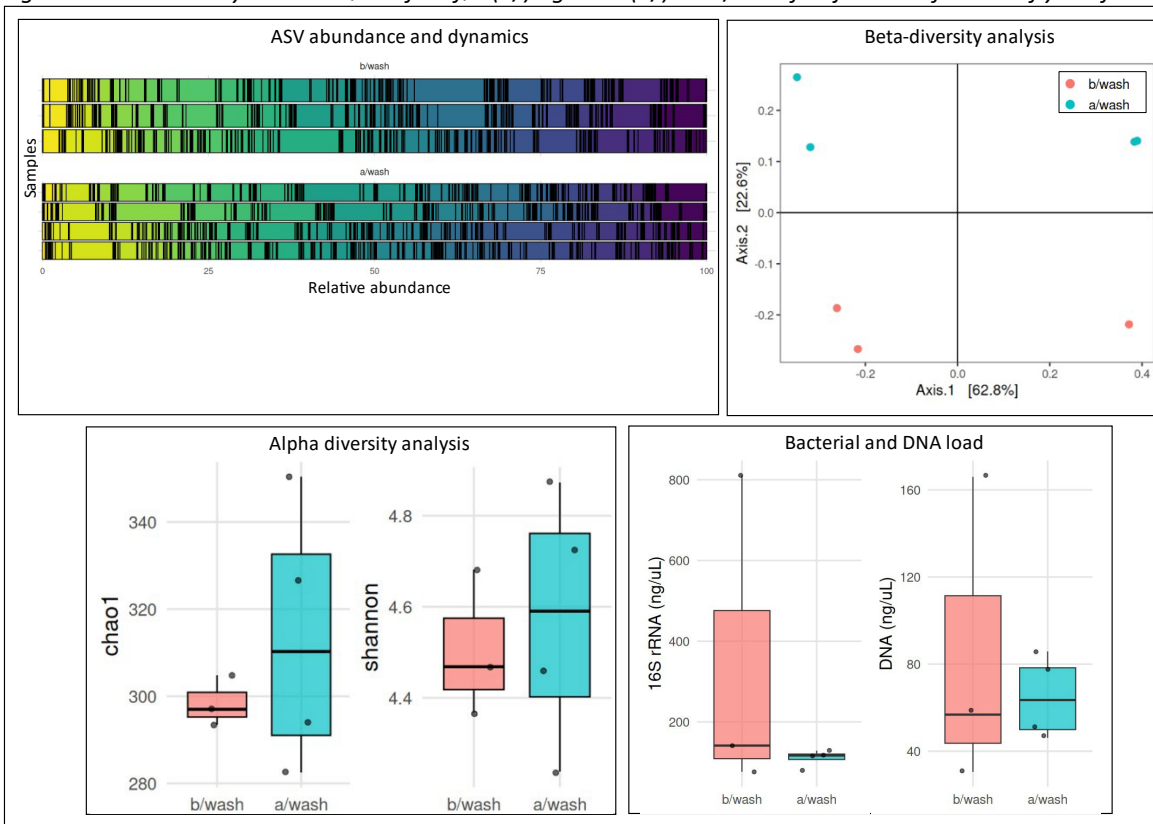 ASV abundance and dynamics
b/wash
a/wash
Samples
0 25 50 75 100
Relative abundance
Beta-diversity analysis
b/wash
a/wash
0.2
0.1
0.0
-0.1
-0.2
Axis.2 [22.6%]
-0.2 0.0 0.2 0.4
Axis.1 [62.8%]
Alpha diversity analysis
340
320
300
280
chao1
b/wash a/wash
4.8
4.6
4.4
shannon
b/wash a/wash
Bacterial and DNA load
800
600
400
200
16S rRNA (ng/uL)
b/wash a/wash
160
120
80
40
DNA (ng/uL)
b/wash a/wash